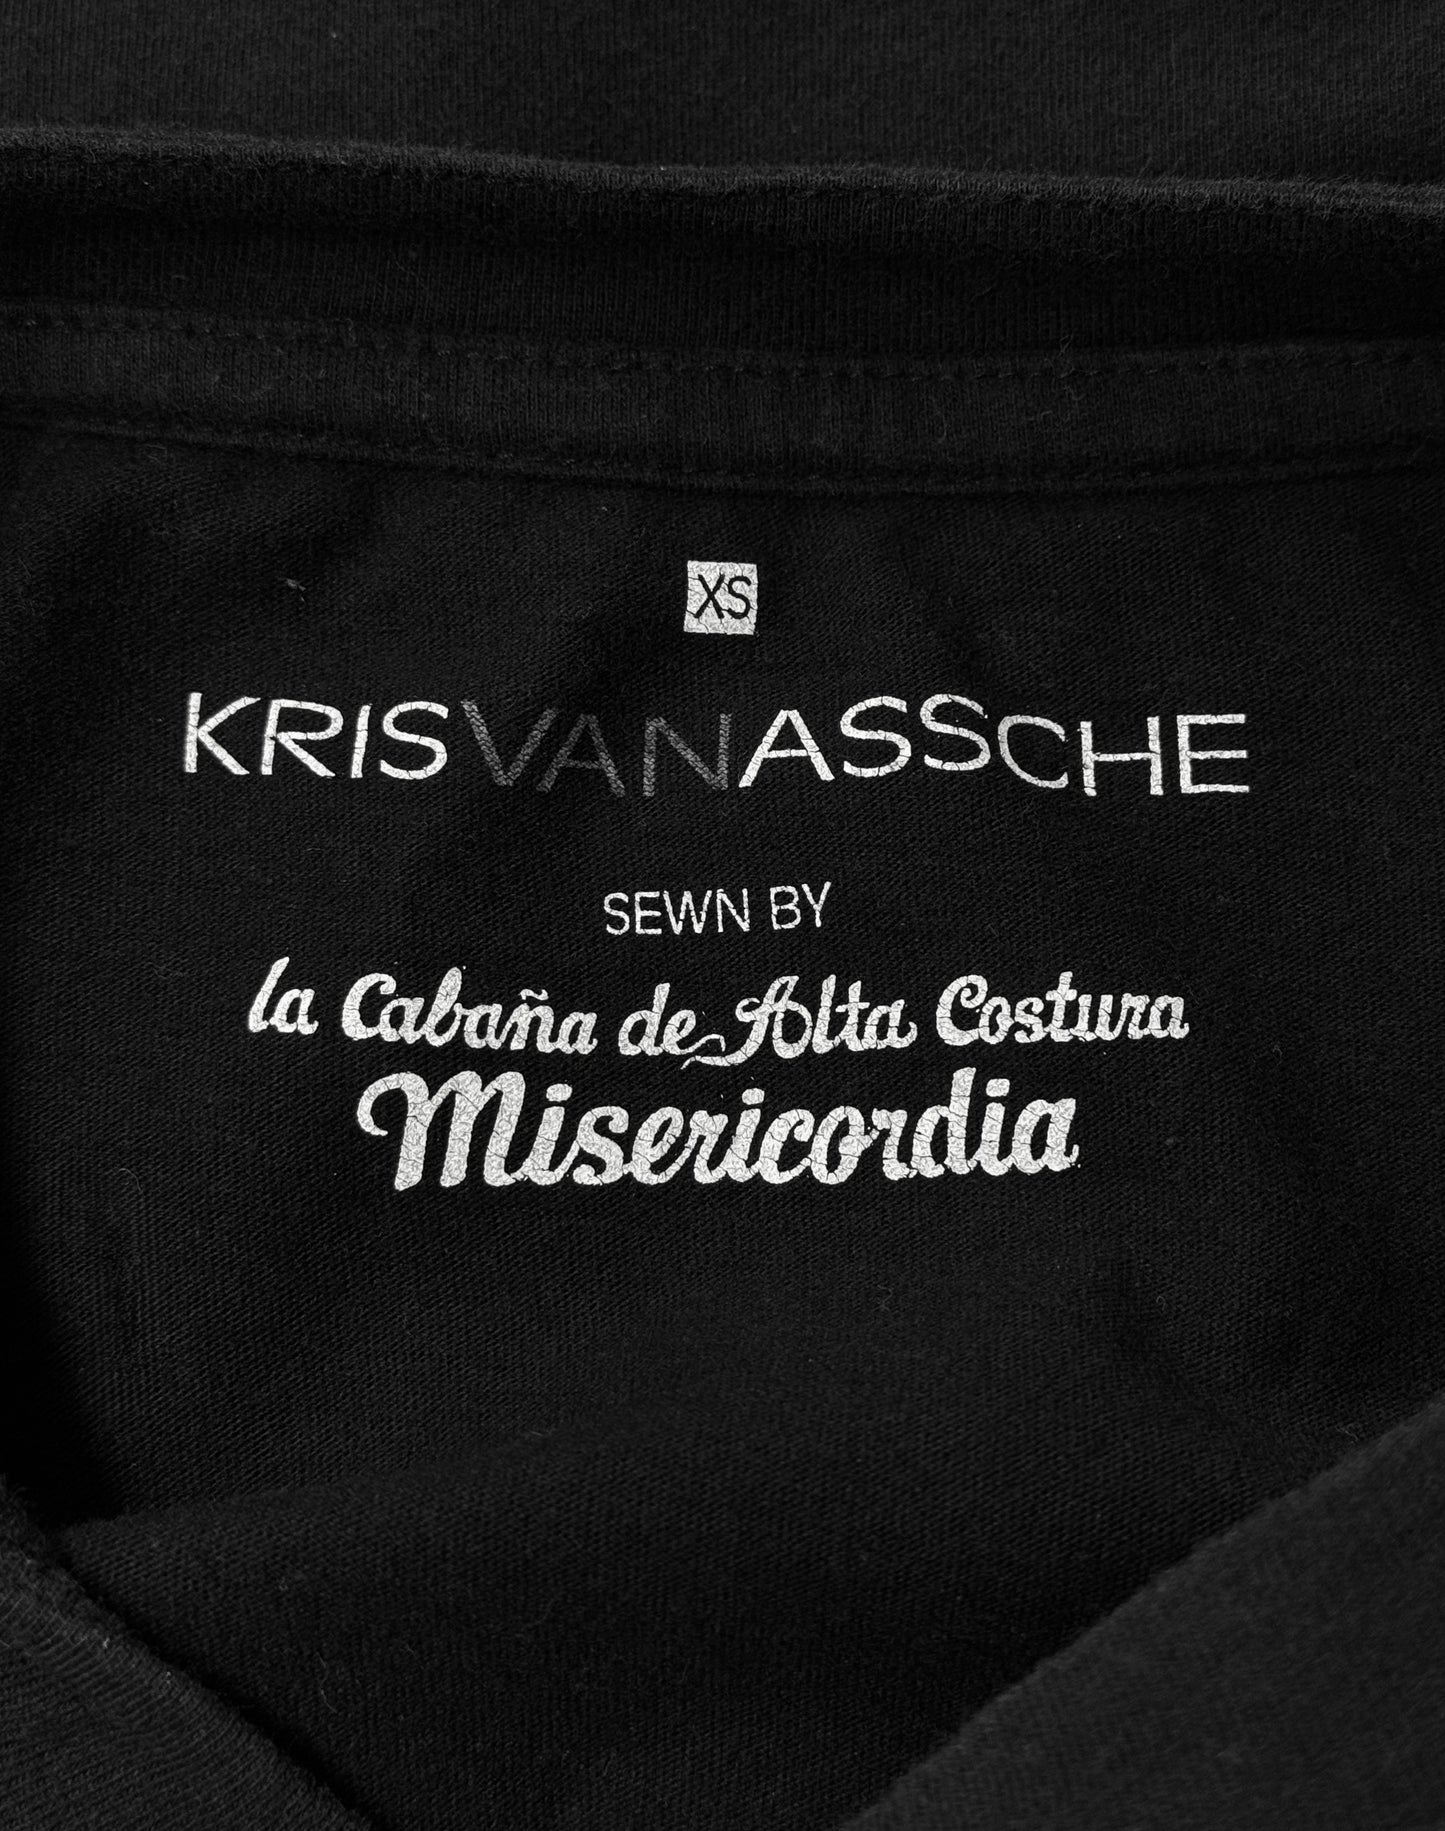 XS
KRISVANASSCHE
SEWN BY
la Cabaña de Alta Costura
Misericordia